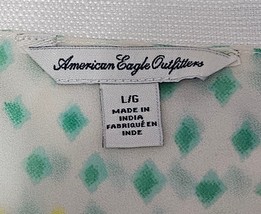 American Eagle Outfitters
L/G
MADE IN
INDIA
FABRIQUÉ EN
INDE